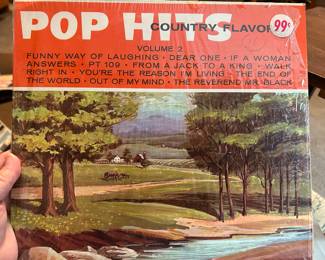 POP HITS
COUNTRY FLAVOR
99¢
VOLUME 2
FUNNY WAY OF LAUGHING • DEAR ONE • IF A WOMAN
ANSWERS • PT 109 • FROM A JACK TO A KING • WALK
RIGHT IN • YOU'RE THE REASON I'M LIVING • THE END OF
THE WORLD • OUT OF MY MIND • THE REVEREND MR. BLACK